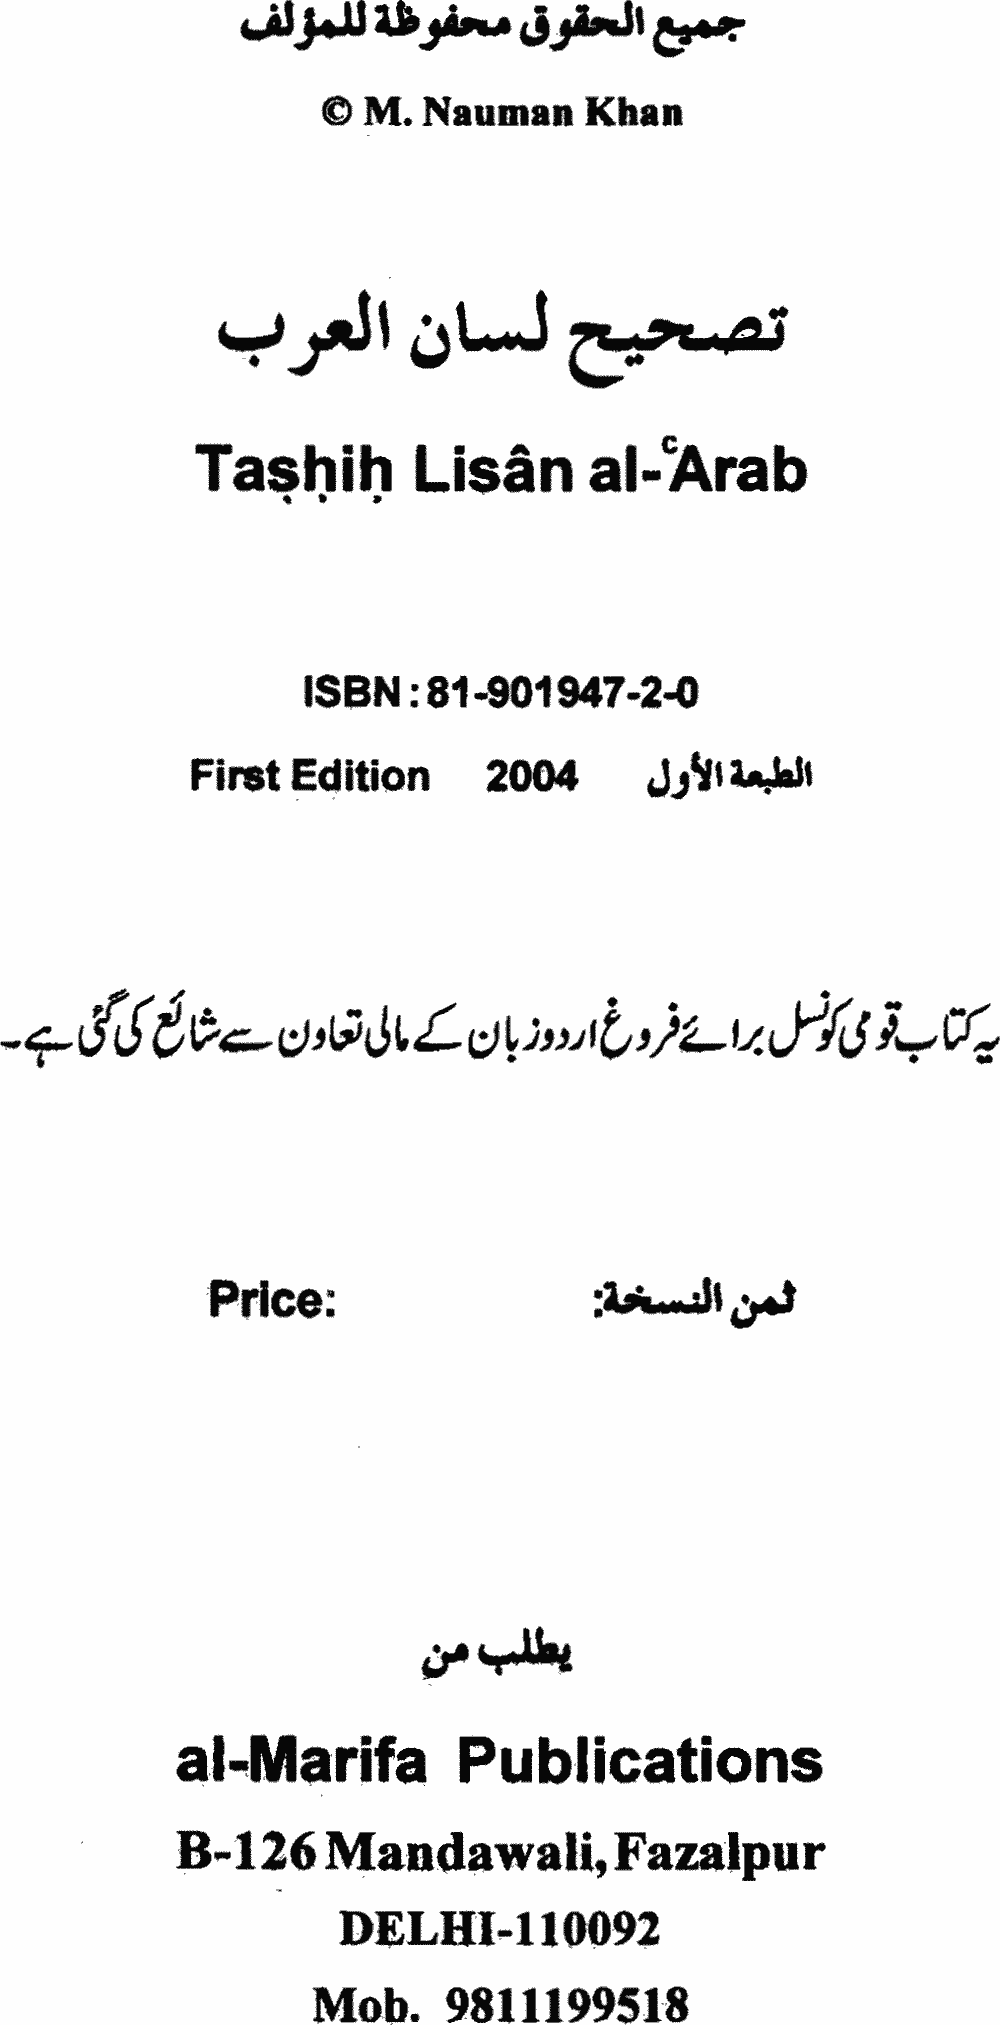 جميع الحقوق محفوظة للمؤلف
© M. Nauman Khan
تصحيح لسان العرب
Taṣḥiḥ Lisân al-ʿArab
ISBN : 81-901947-2-0
First Edition 2004 الطبعة الأول
یہ کتاب قومی کونسل برائے فروغ اردو زبان کے مالی تعاون سے شائع کی گئی ہے۔
Price: ثمن النسخة:
يطلب من
al-Marifa Publications
B-126 Mandawali, Fazalpur
DELHI-110092
Mob. 9811199518